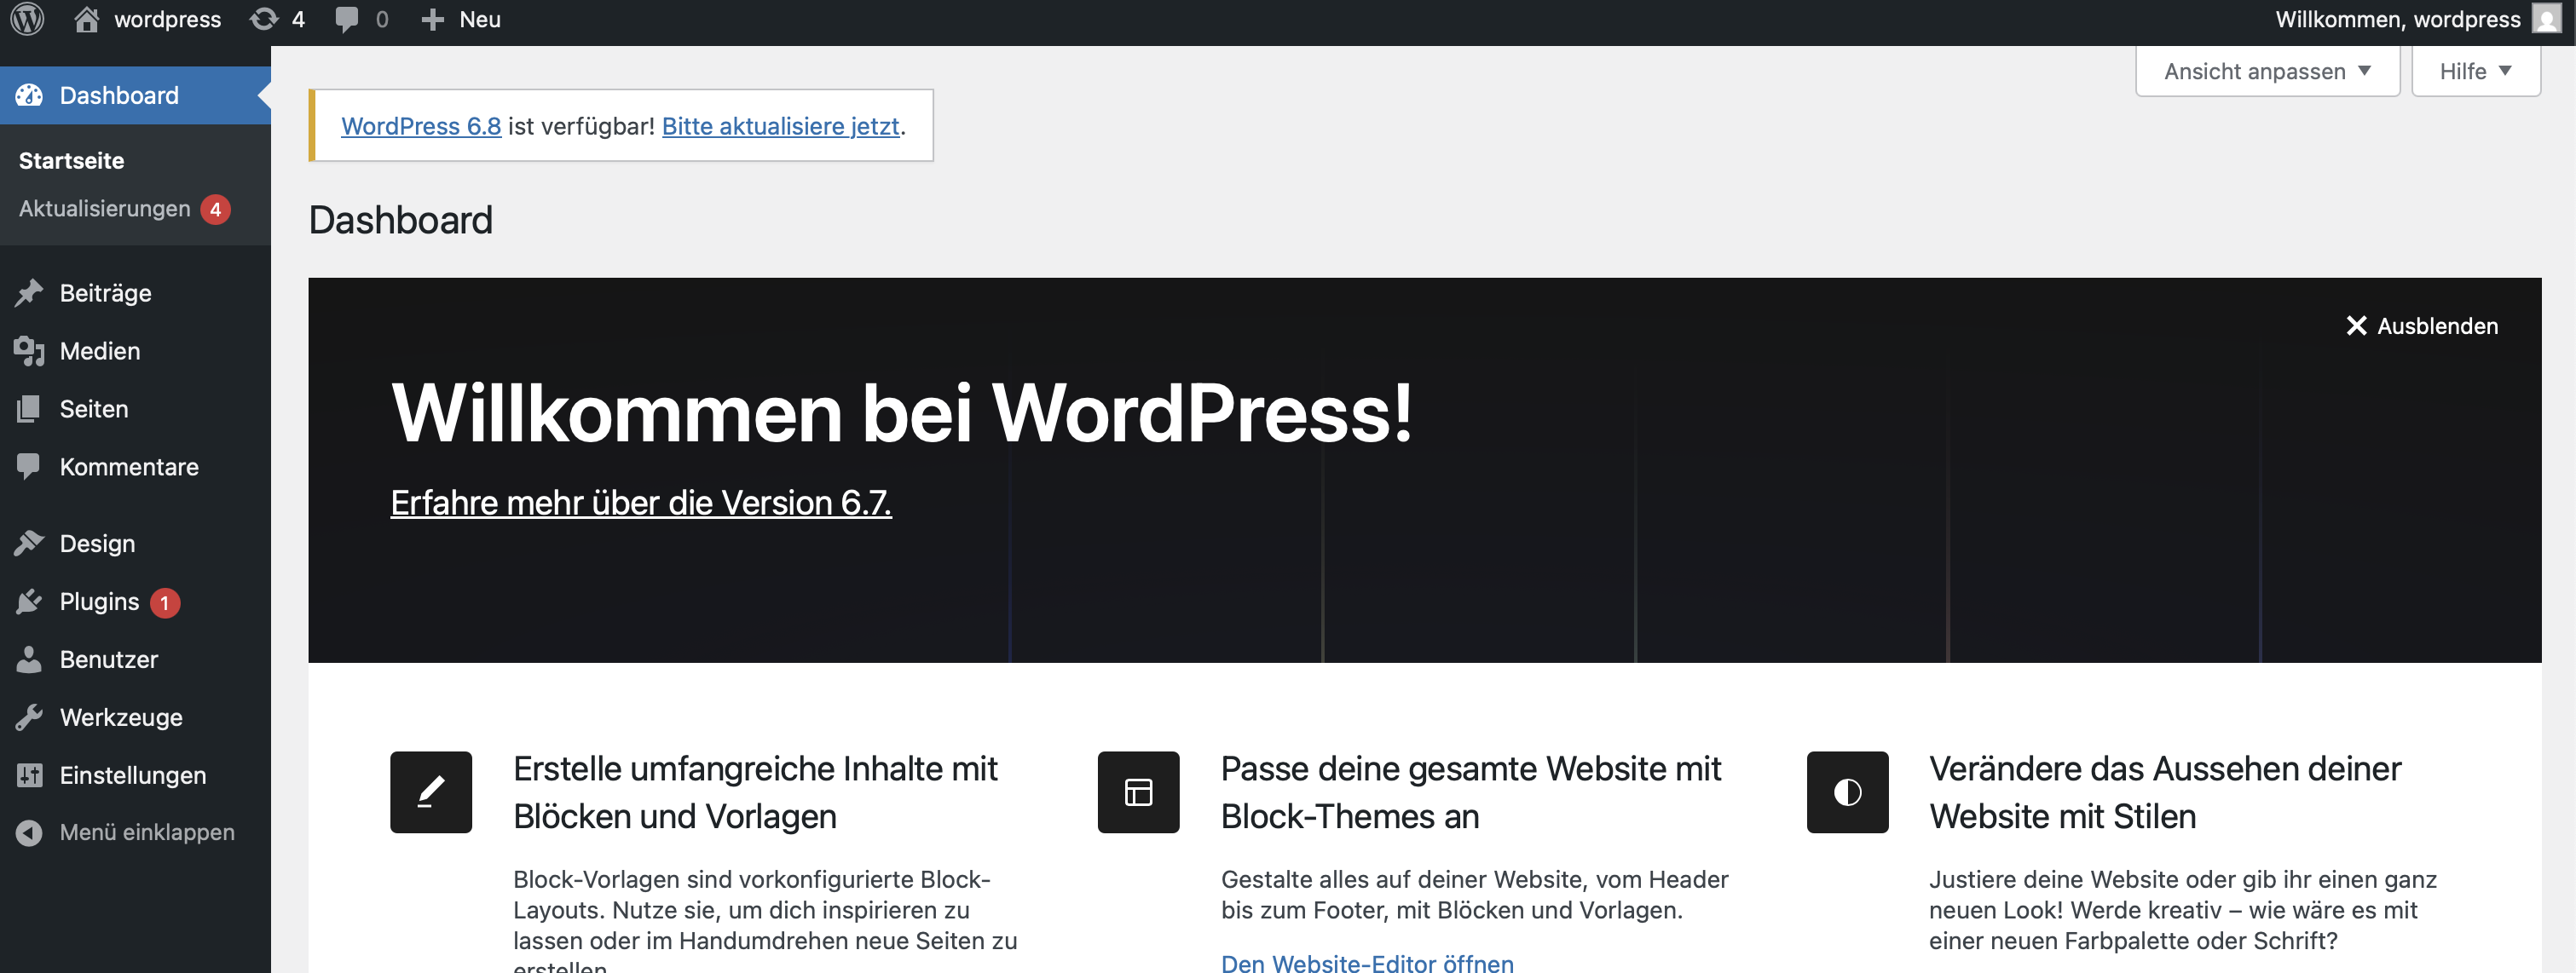 wordpress 4 0 Neu Willkommen, wordpress
Ansicht anpassen Hilfe
Dashboard
Startseite
Aktualisierungen 4
Beiträge
Medien
Seiten
Kommentare
Design
Plugins 1
Benutzer
Werkzeuge
Einstellungen
Menü einklappen
WordPress 6.8 ist verfügbar! Bitte aktualisiere jetzt.
Dashboard
Ausblenden
Willkommen bei WordPress!
Erfahre mehr über die Version 6.7.
Erstelle umfangreiche Inhalte mit
Blöcken und Vorlagen
Block-Vorlagen sind vorkonfigurierte Block-
Layouts. Nutze sie, um dich inspirieren zu
lassen oder im Handumdrehen neue Seiten zu
erstellen
Passe deine gesamte Website mit
Block-Themes an
Gestalte alles auf deiner Website, vom Header
bis zum Footer, mit Blöcken und Vorlagen.
Den Website-Editor öffnen
Verändere das Aussehen deiner
Website mit Stilen
Justiere deine Website oder gib ihr einen ganz
neuen Look! Werde kreativ – wie wäre es mit
einer neuen Farbpalette oder Schrift?